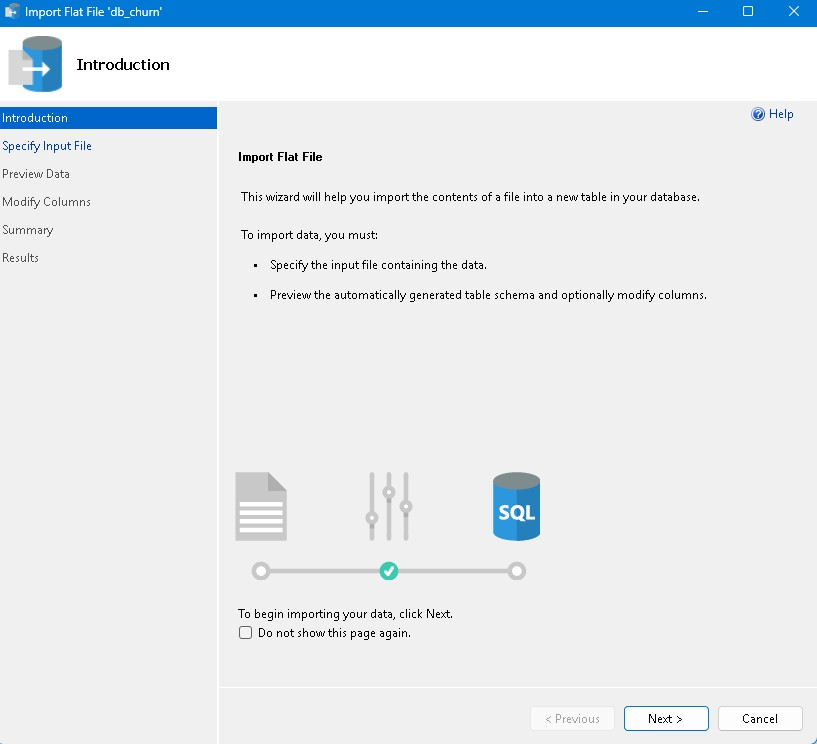 Import Flat File 'db_churn'
Introduction
Introduction
Specify Input File
Preview Data
Modify Columns
Summary
Results
Help
Import Flat File
This wizard will help you import the contents of a file into a new table in your database.
To import data, you must:
• Specify the input file containing the data.
• Preview the automatically generated table schema and optionally modify columns.
SQL
To begin importing your data, click Next.
Do not show this page again.
< Previous
Next >
Cancel